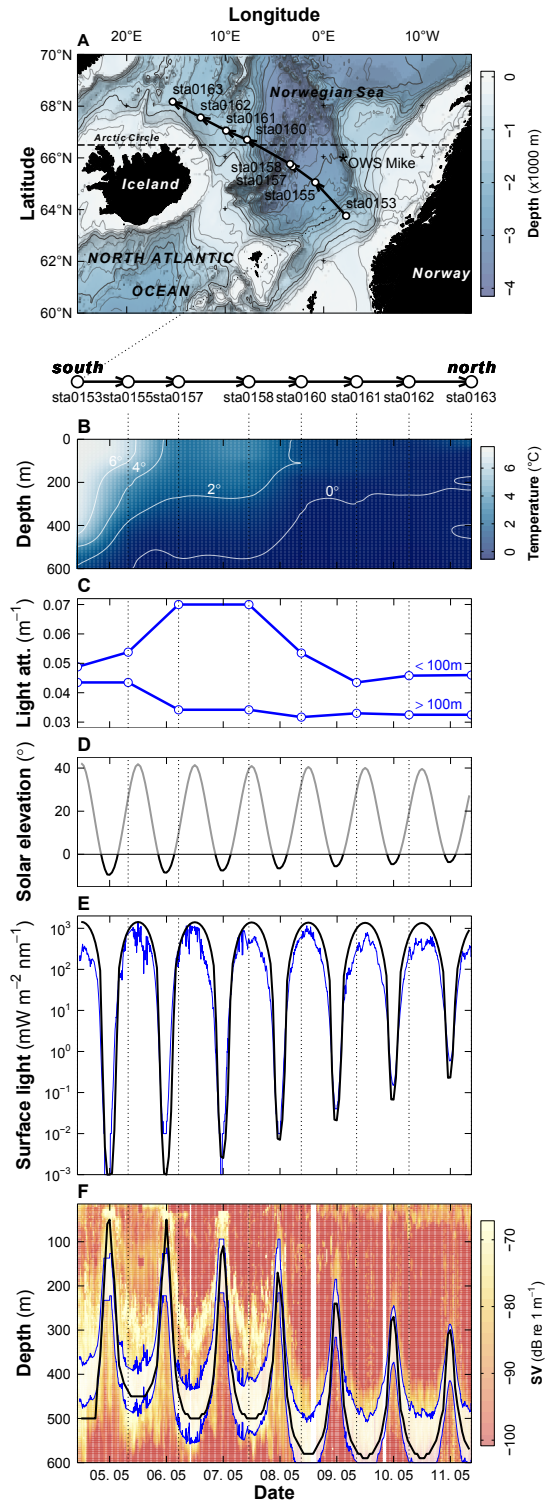 Longitude
20°E 10°E 0°E 10°W
A
70°N
68°N
66°N
64°N
62°N
60°N
Latitude
sta0163
sta0162
sta0161
sta0160
Norwegian Sea
Arctic Circle
OWS Mike
sta0158
sta0157
sta0155
sta0153
Iceland
NORTH ATLANTIC
OCEAN
Norway
0
−1
−2
−3
−4
Depth (x1000 m)
south north
sta0153 sta0155 sta0157 sta0158 sta0160 sta0161 sta0162 sta0163
B
0
200
400
600
Depth (m)
6° 4° 2° 0°
6
4
2
0
Temperature (°C)
C
0.07
0.06
0.05
0.04
0.03
Light att. (m⁻¹)
< 100m
> 100m
D
40
20
0
Solar elevation (°)
E
10³
10²
10¹
10⁰
10⁻¹
10⁻²
10⁻³
Surface light (mW m⁻² nm⁻¹)
F
100
200
300
400
500
600
Depth (m)
−70
−80
−90
−100
SV (dB re 1 m⁻¹)
05. 05 06. 05 07. 05 08. 05 09. 05 10. 05 11. 05
Date